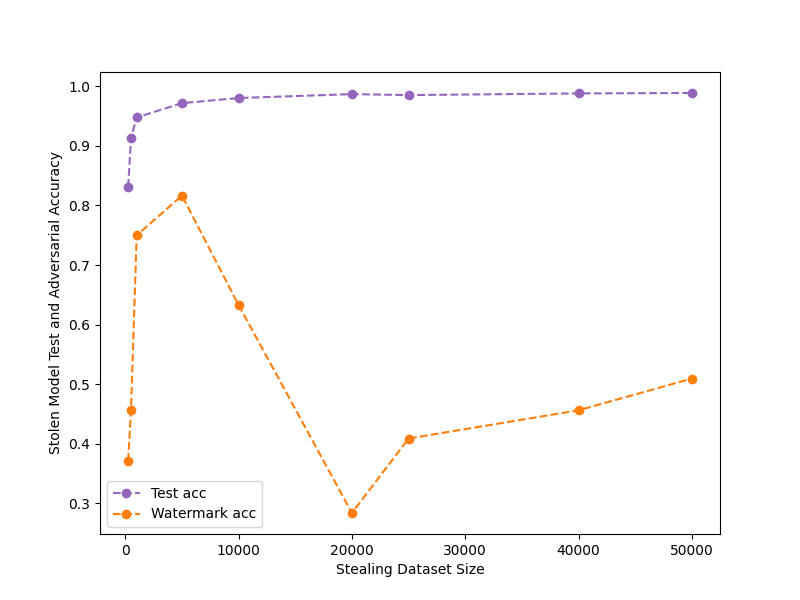 1.0
0.9
0.8
0.7
0.6
0.5
0.4
0.3
Stolen Model Test and Adversarial Accuracy
Test acc
Watermark acc
0 10000 20000 30000 40000 50000
Stealing Dataset Size